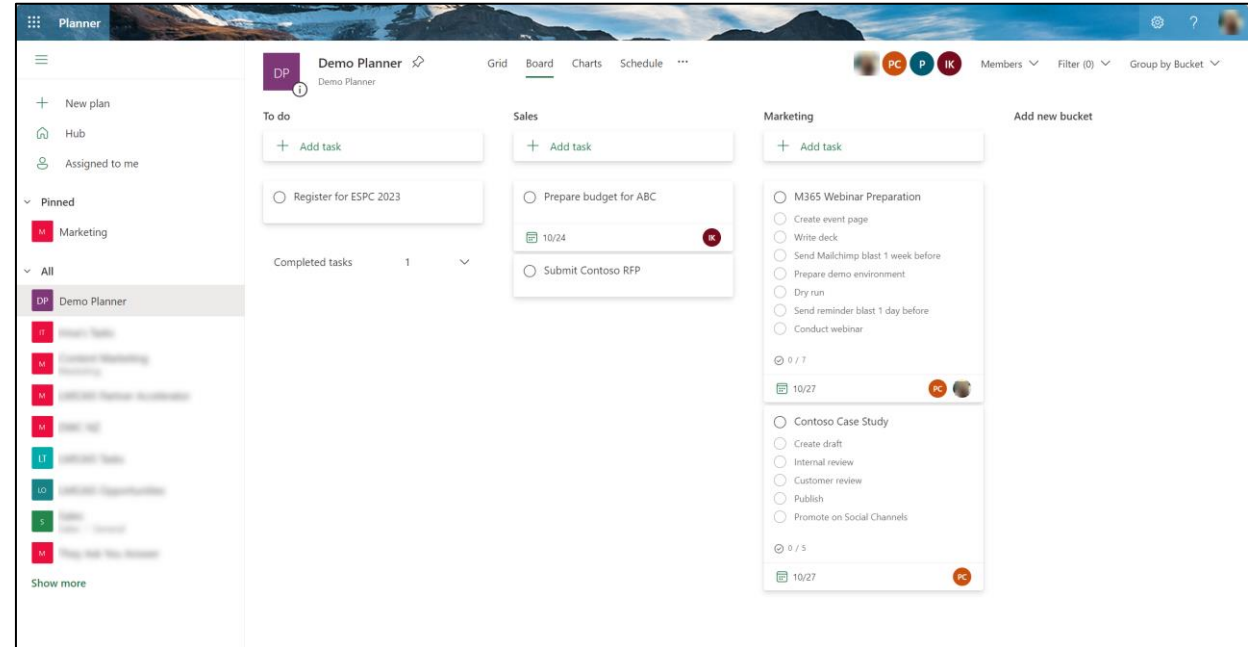 Planner
?
New plan
Hub
Assigned to me
Pinned
M Marketing
All
DP Demo Planner
IT
M
M
M
LT
LO
S
M
Show more
DP
Demo Planner
Demo Planner
Grid Board Charts Schedule ...
PC P IK
Members Filter (0) Group by Bucket
To do
+ Add task
Register for ESPC 2023
Completed tasks 1
Sales
+ Add task
Prepare budget for ABC
10/24 IK
Submit Contoso RFP
Marketing
+ Add task
M365 Webinar Preparation
Create event page
Write deck
Send Mailchimp blast 1 week before
Prepare demo environment
Dry run
Send reminder blast 1 day before
Conduct webinar
0 / 7
10/27 PC
Contoso Case Study
Create draft
Internal review
Customer review
Publish
Promote on Social Channels
0 / 5
10/27 PC
Add new bucket